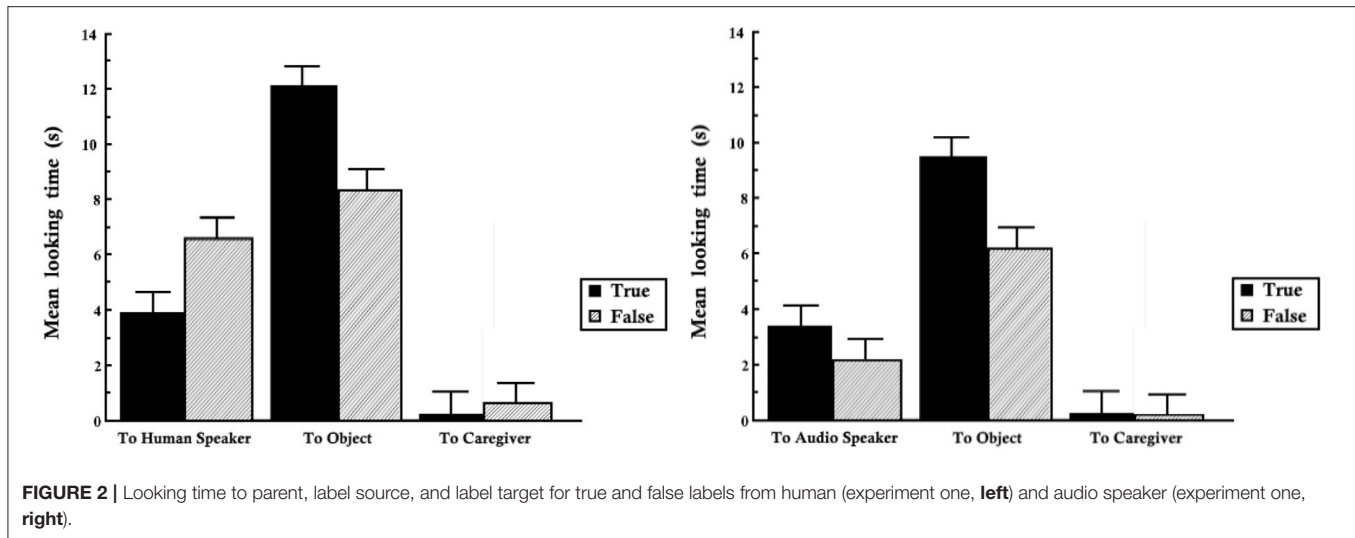 14
12
10
8
6
4
2
0
Mean looking time (s)
To Human Speaker
To Object
To Caregiver
True
False
14
12
10
8
6
4
2
0
Mean looking time (s)
To Audio Speaker
To Object
To Caregiver
True
False
FIGURE 2 | Looking time to parent, label source, and label target for true and false labels from human (experiment one, left) and audio speaker (experiment one,
right).